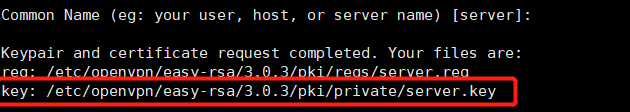 Common Name (eg: your user, host, or server name) [server]:
Keypair and certificate request completed. Your files are:
req: /etc/openvpn/easy-rsa/3.0.3/pki/reqs/server.req
key: /etc/openvpn/easy-rsa/3.0.3/pki/private/server.key